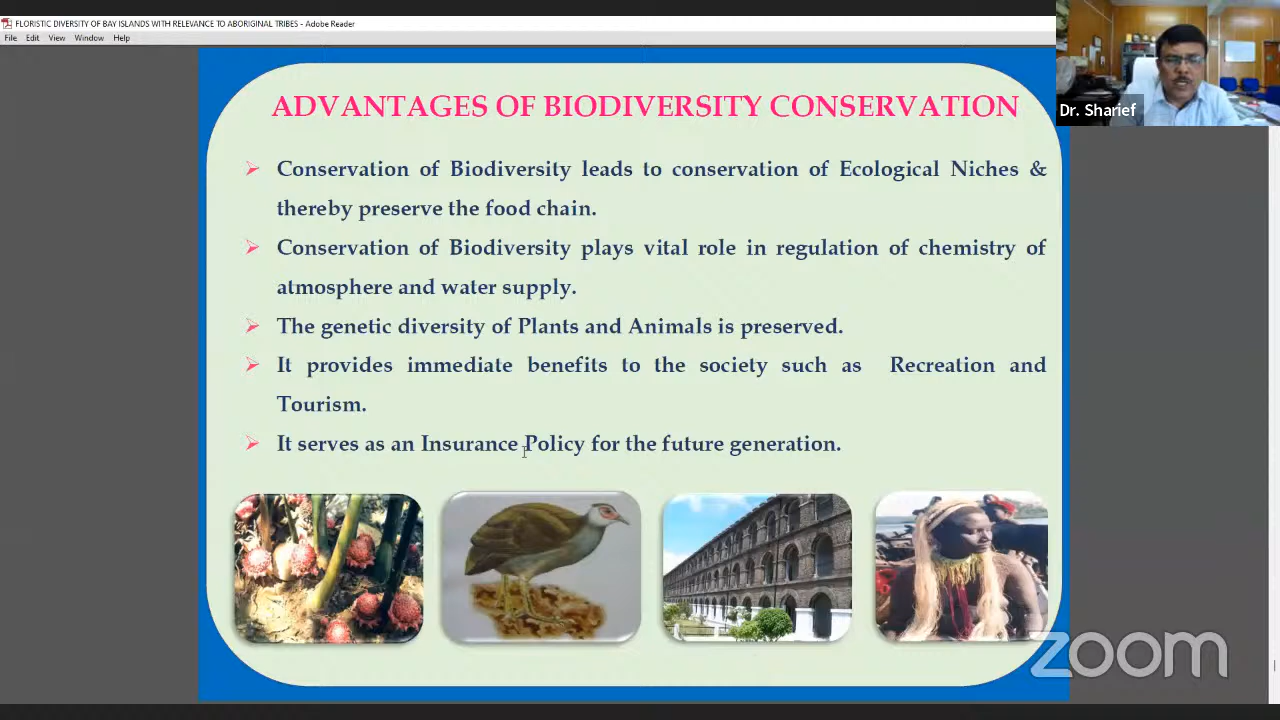 FLORISTIC DIVERSITY OF BAY ISLANDS WITH RELEVANCE TO ABORIGINAL TRIBES - Adobe Reader
File Edit View Window Help
Dr. Sharief
ADVANTAGES OF BIODIVERSITY CONSERVATION
Conservation of Biodiversity leads to conservation of Ecological Niches &
thereby preserve the food chain.
Conservation of Biodiversity plays vital role in regulation of chemistry of
atmosphere and water supply.
The genetic diversity of Plants and Animals is preserved.
It provides immediate benefits to the society such as Recreation and
Tourism.
It serves as an Insurance Policy for the future generation.
zoom